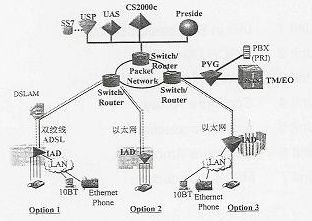 CS2000c
SS7 USP UAS Preside
Switch/
Router
Packet
Network
PBX
(PRI)
PVG
TM/EO
Switch/
Router
Switch/
Router
DSLAM
双绞线
ADSL
以太网
以太网
IAD
IAD
IAD
LAN
LAN
10BT Ethernet
Phone
10BT Ethernet
Phone
Option 1 Option 2 Option 3